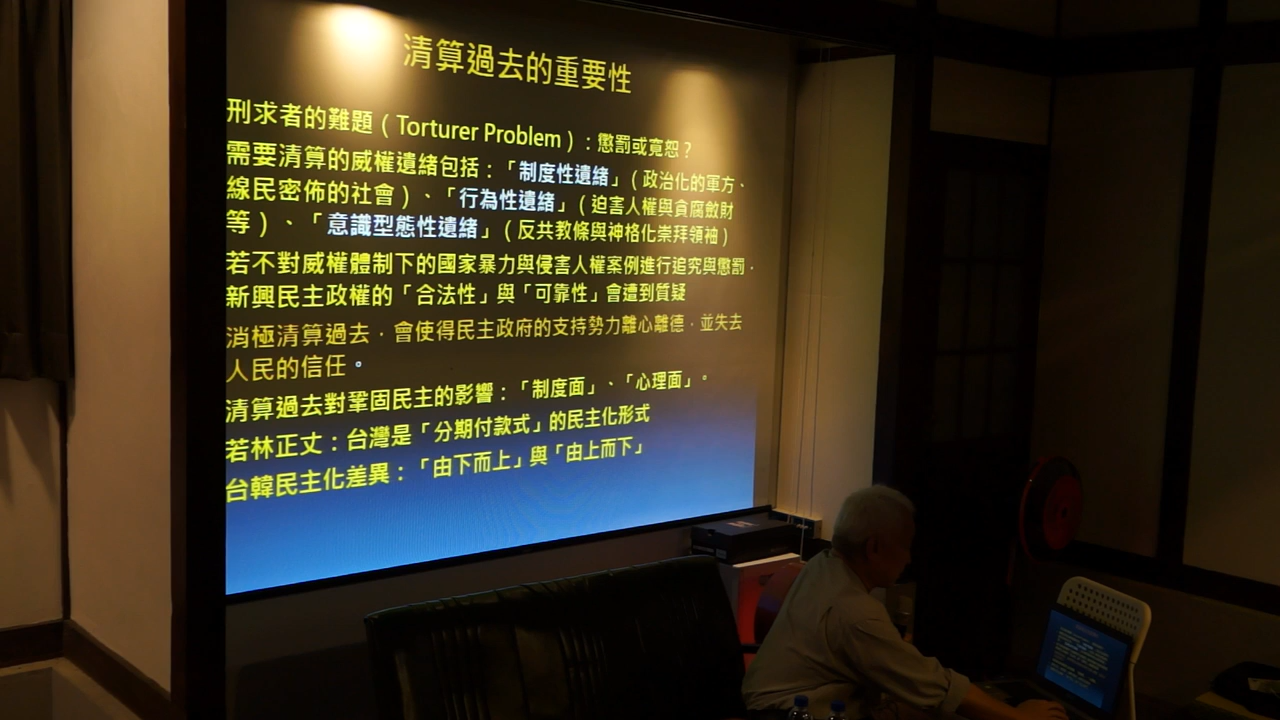 清算過去的重要性
刑求者的難題（Torturer Problem）：懲罰或寬恕？
需要清算的威權遺緒包括：「制度性遺緒」（政治化的軍方、
線民密佈的社會）、「行為性遺緒」（迫害人權與貪腐斂財
等）、「意識型態性遺緒」（反共教條與神格化崇拜領袖）
若不對威權體制下的國家暴力與侵害人權案例進行追究與懲罰，
新興民主政權的「合法性」與「可靠性」會遭到質疑
消極清算過去，會使得民主政府的支持勢力離心離德，並失去
人民的信任。
清算過去對鞏固民主的影響：「制度面」、「心理面」。
若林正丈：台灣是「分期付款式」的民主化形式
台韓民主化差異：「由下而上」與「由上而下」